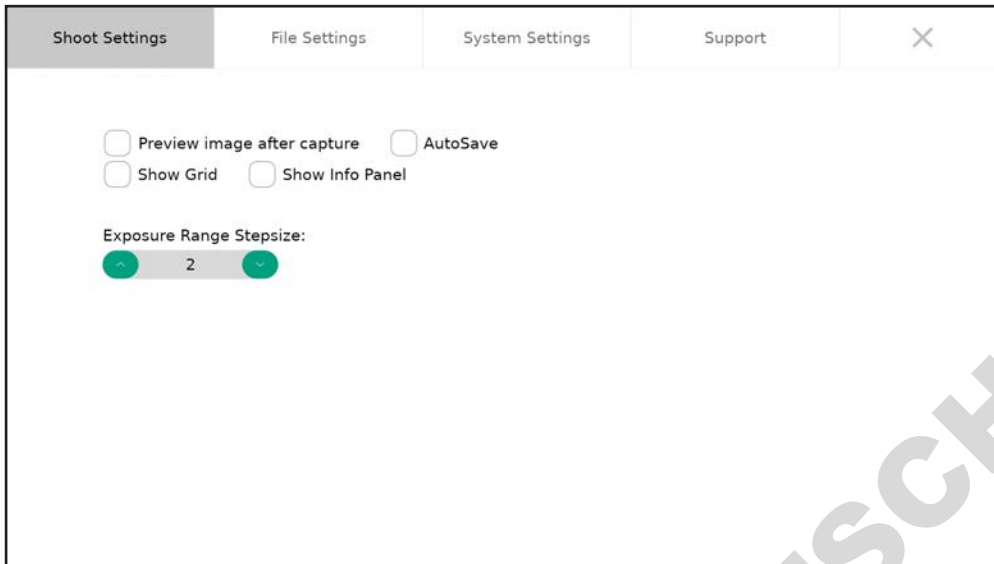 Shoot Settings File Settings System Settings Support
Preview image after capture AutoSave
Show Grid Show Info Panel
Exposure Range Stepsize:
2
SCH